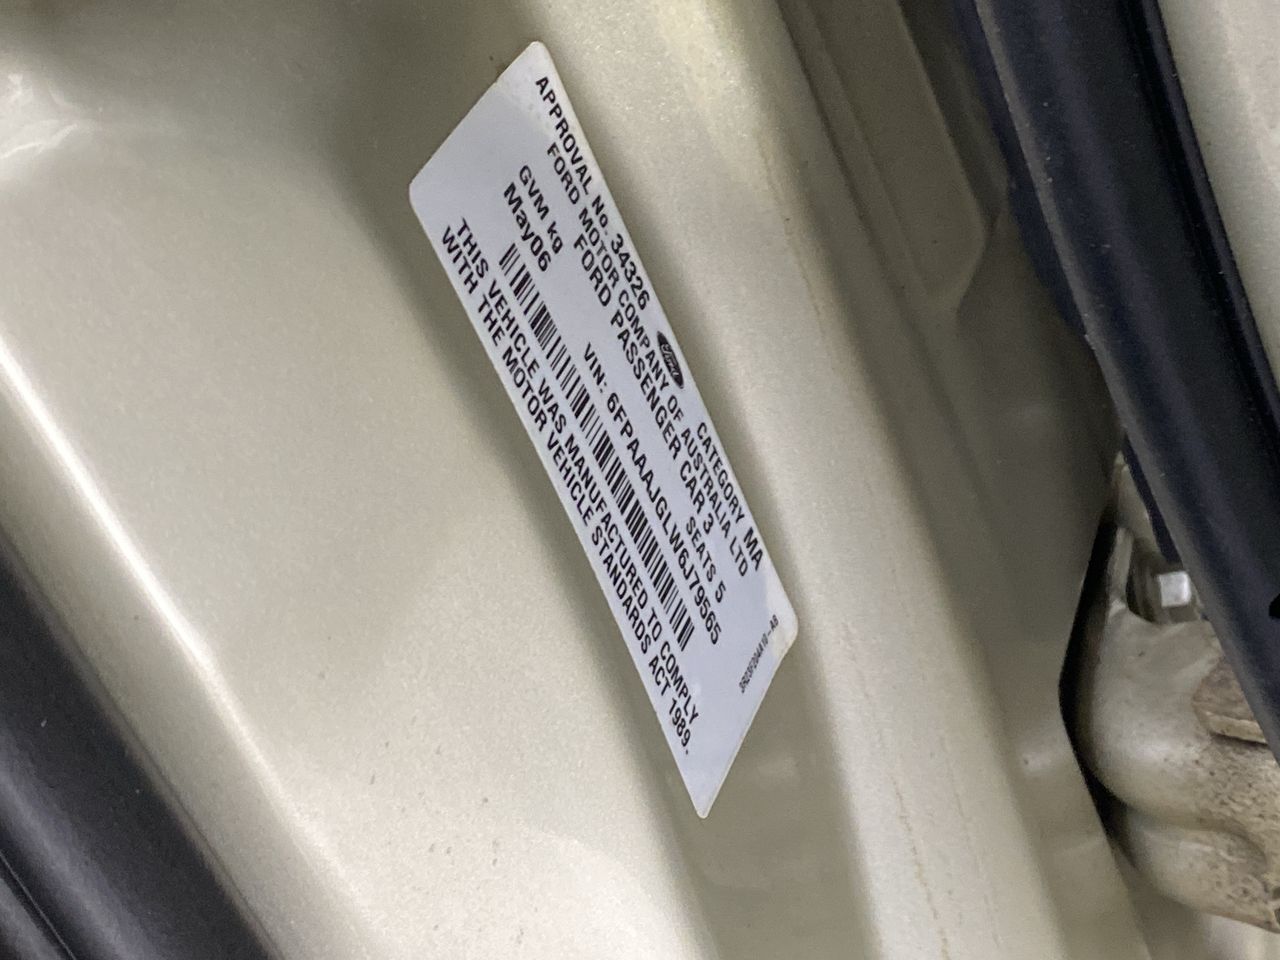 APPROVAL No. 34326 CATEGORY MA
Ford
FORD MOTOR COMPANY OF AUSTRALIA LTD
FORD PASSENGER CAR 3 SEATS 5
GVM kg
May06 VIN: 6FPAAAJGLW6J79565
THIS VEHICLE WAS MANUFACTURED TO COMPLY
WITH THE MOTOR VEHICLE STANDARDS ACT 1989.